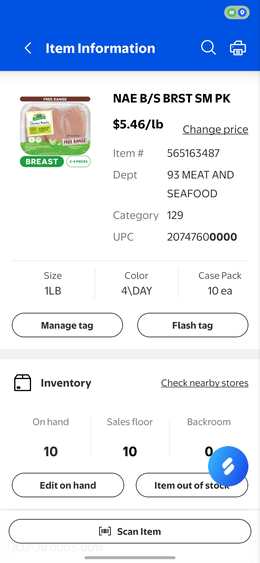 Item Information
FREE RANGE
FREE RANGE
BREAST
NAE B/S BRST SM PK
$5.46/lb
Change price
Item # 565163487
Dept 93 MEAT AND
SEAFOOD
Category 129
UPC 20747600000
Size Color Case Pack
1LB 4\DAY 10 ea
Manage tag Flash tag
Inventory Check nearby stores
On hand Sales floor Backroom
10 10 0
Edit on hand Item out of stock
Scan Item